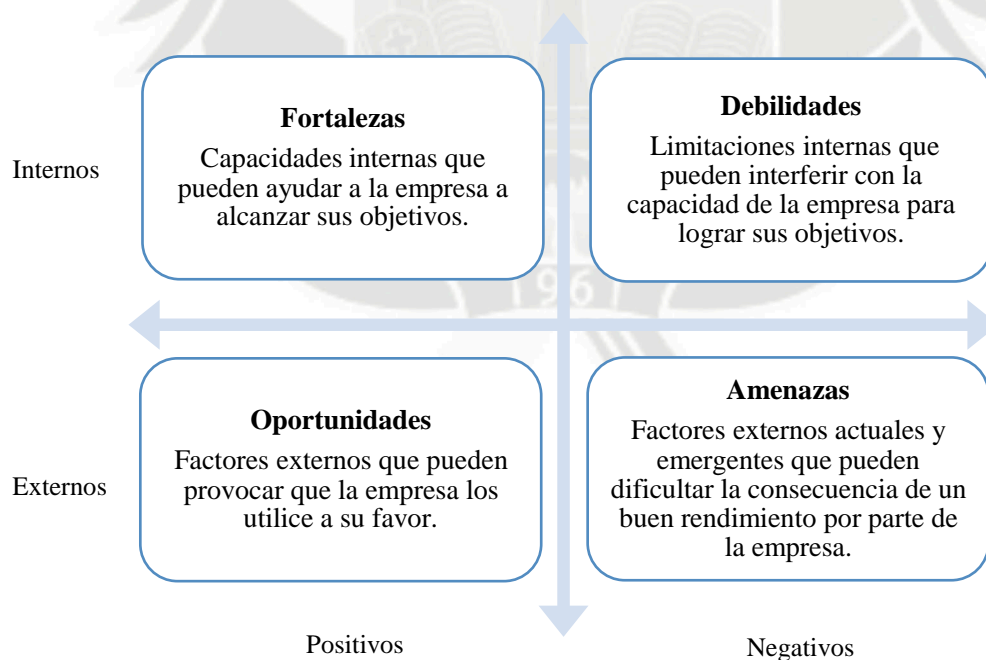 Internos
Fortalezas
Capacidades internas que
pueden ayudar a la empresa a
alcanzar sus objetivos.
Debilidades
Limitaciones internas que
pueden interferir con la
capacidad de la empresa para
lograr sus objetivos.
1961
Externos
Oportunidades
Factores externos que pueden
provocar que la empresa los
utilice a su favor.
Amenazas
Factores externos actuales y
emergentes que pueden
dificultar la consecuencia de un
buen rendimiento por parte de
la empresa.
Positivos
Negativos